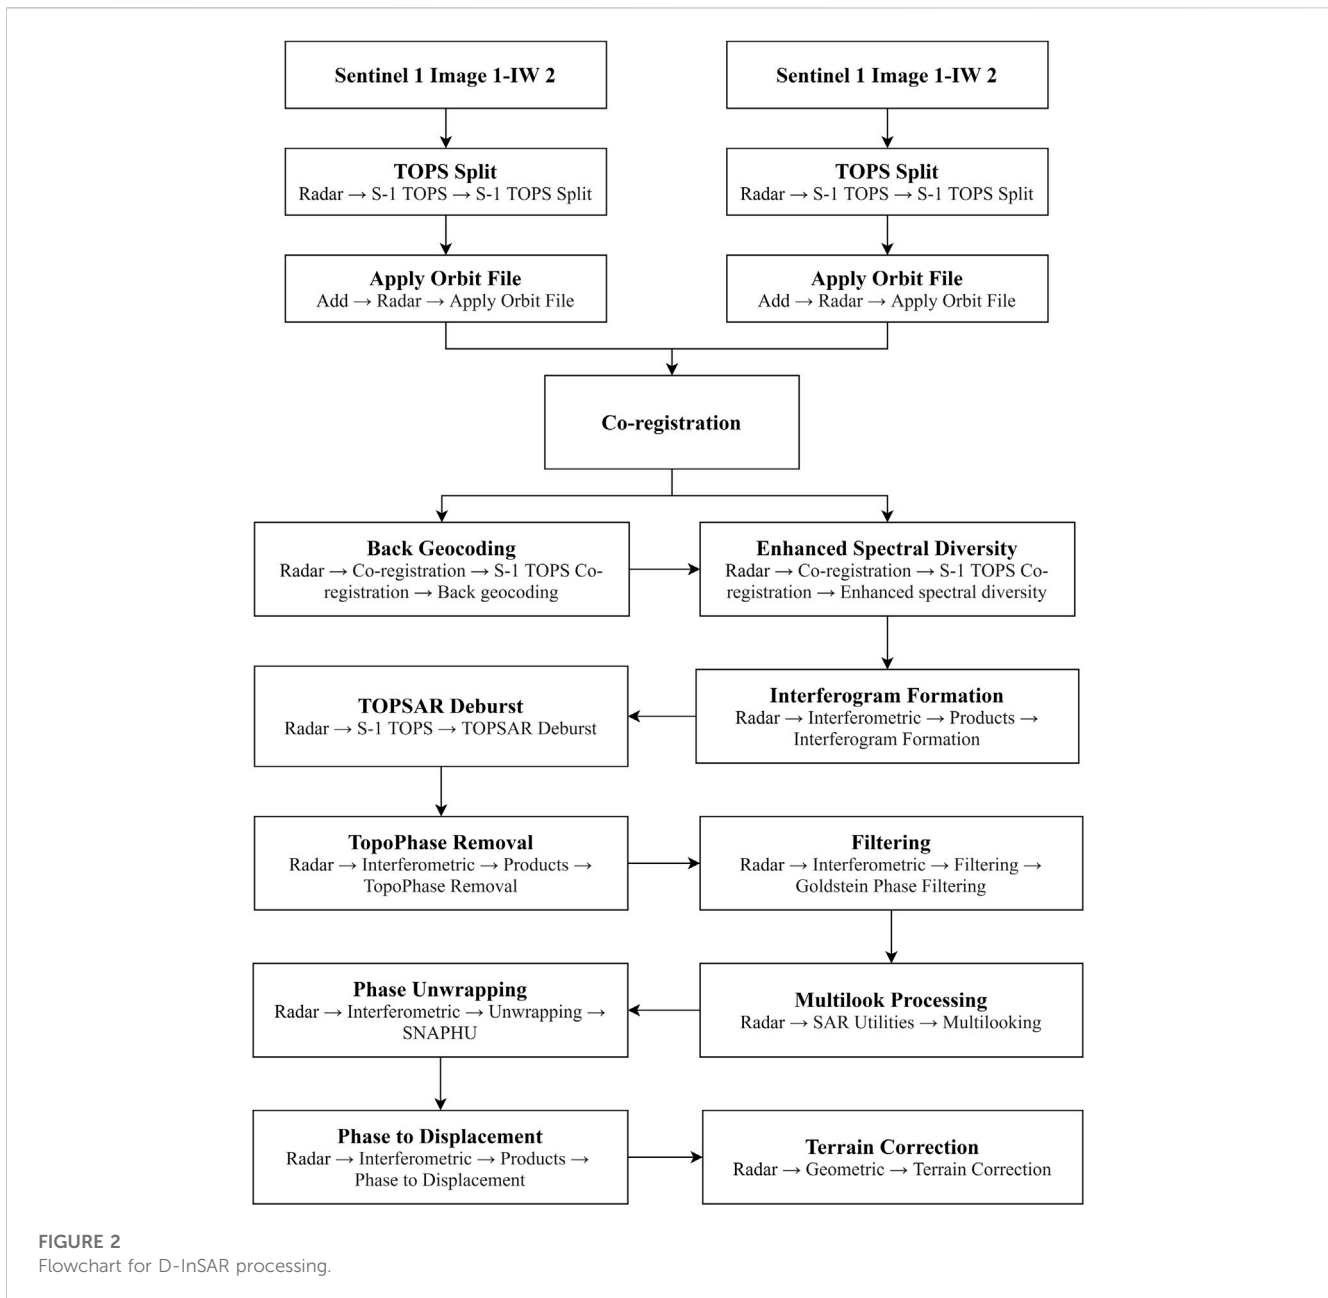 Sentinel 1 Image 1-IW 2
Sentinel 1 Image 1-IW 2
TOPS Split
Radar → S-1 TOPS → S-1 TOPS Split
TOPS Split
Radar → S-1 TOPS → S-1 TOPS Split
Apply Orbit File
Add → Radar → Apply Orbit File
Apply Orbit File
Add → Radar → Apply Orbit File
Co-registration
Back Geocoding
Radar → Co-registration → S-1 TOPS Co-
registration → Back geocoding
Enhanced Spectral Diversity
Radar → Co-registration → S-1 TOPS Co-
registration → Enhanced spectral diversity
Interferogram Formation
Radar → Interferometric → Products →
Interferogram Formation
TOPSAR Deburst
Radar → S-1 TOPS → TOPSAR Deburst
TopoPhase Removal
Radar → Interferometric → Products →
TopoPhase Removal
Filtering
Radar → Interferometric → Filtering →
Goldstein Phase Filtering
Multilook Processing
Radar → SAR Utilities → Multilooking
Phase Unwrapping
Radar → Interferometric → Unwrapping →
SNAPHU
Phase to Displacement
Radar → Interferometric → Products →
Phase to Displacement
Terrain Correction
Radar → Geometric → Terrain Correction
FIGURE 2
Flowchart for D-InSAR processing.